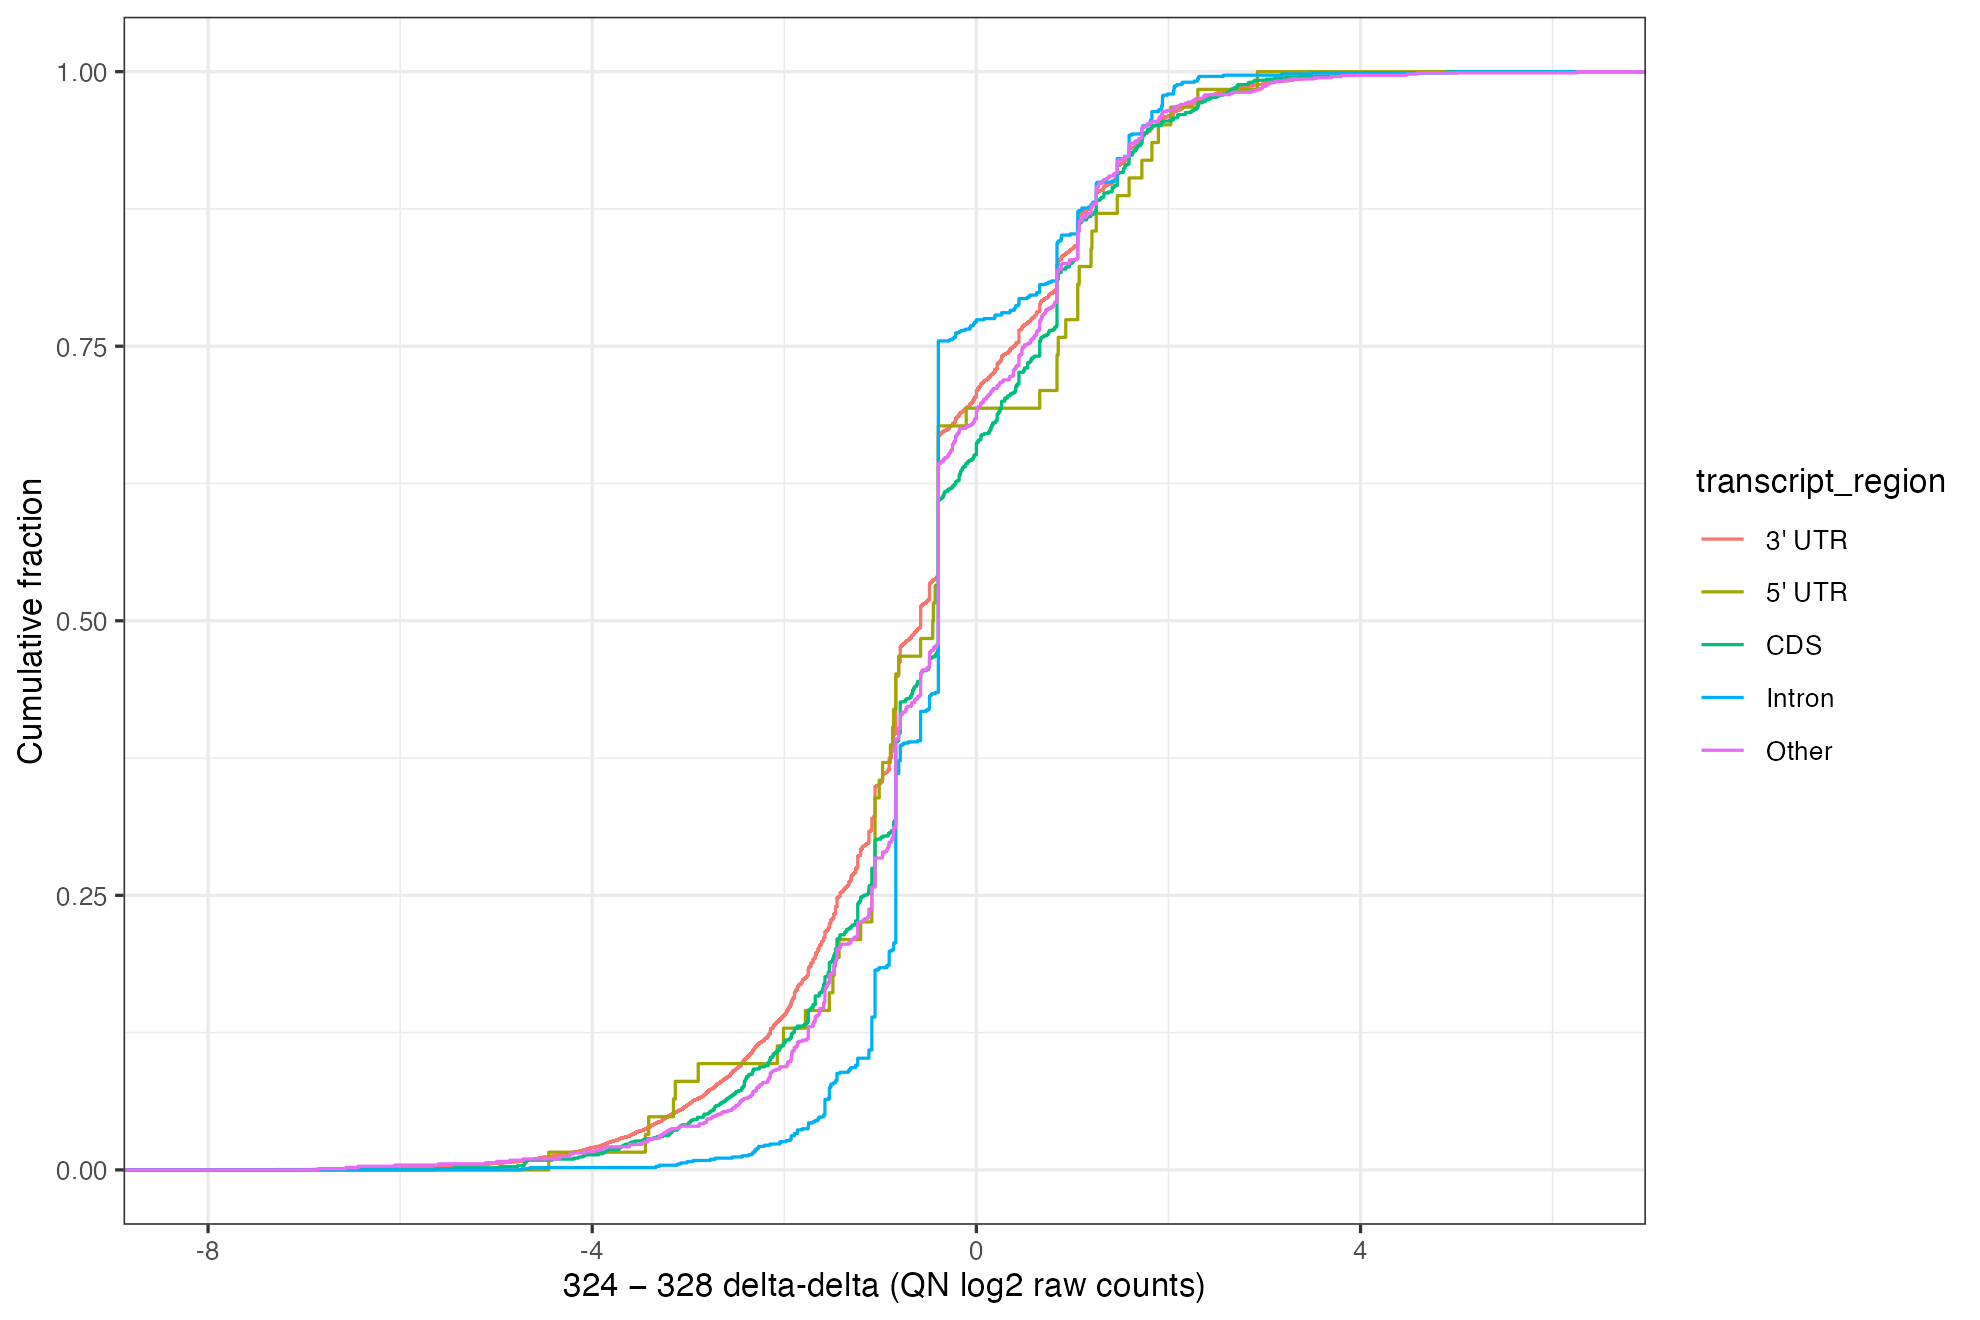 1.00
0.75
0.50
0.25
0.00
Cumulative fraction
-8
-4
0
4
324 − 328 delta-delta (QN log2 raw counts)
transcript_region
3' UTR
5' UTR
CDS
Intron
Other